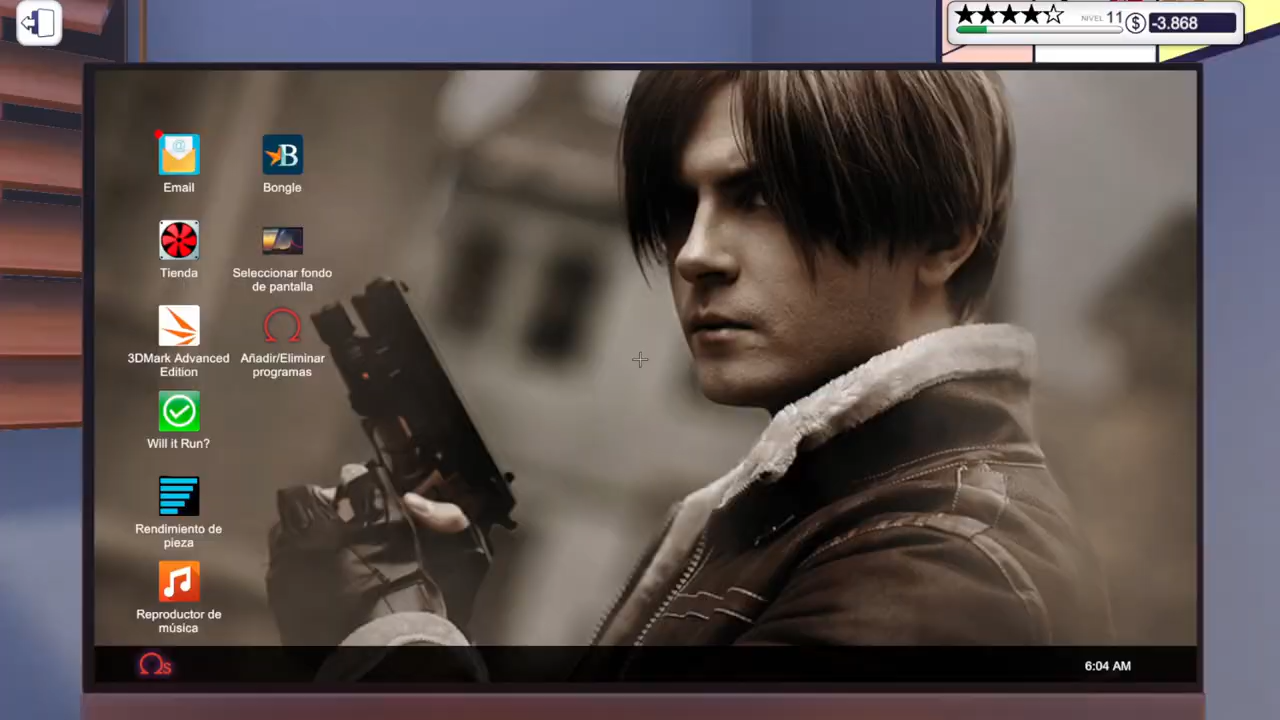 NIVEL 11
$ -3.868
Email
Bongle
Tienda
Seleccionar fondo
de pantalla
3DMark Advanced
Edition
Añadir/Eliminar
programas
Will it Run?
Rendimiento de
pieza
Reproductor de
música
Ωs
6:04 AM